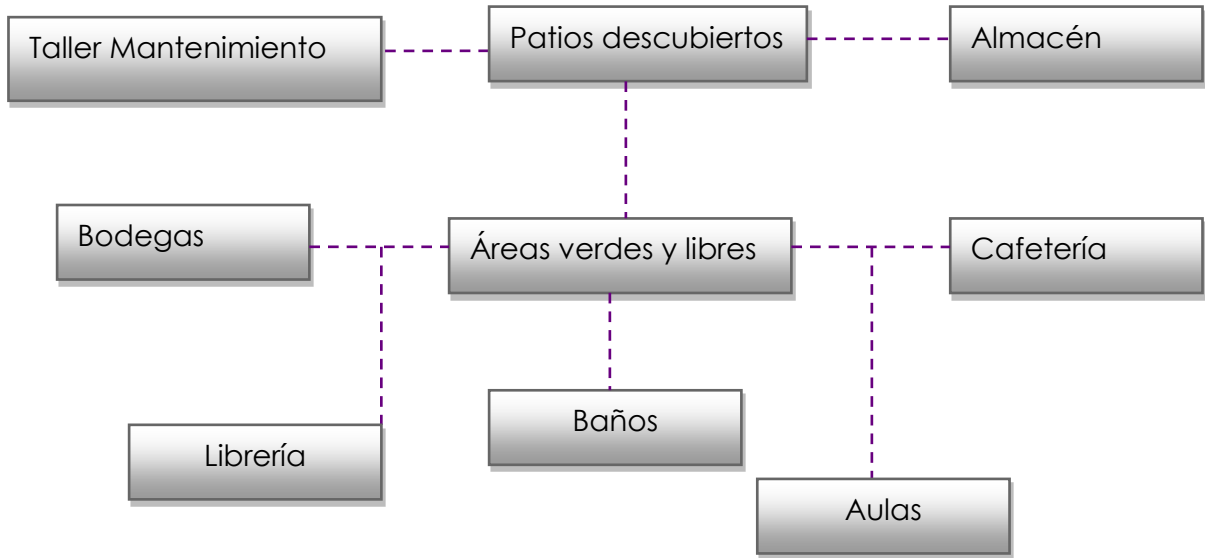 Taller Mantenimiento
Patios descubiertos
Almacén
Bodegas
Áreas verdes y libres
Cafetería
Librería
Baños
Aulas